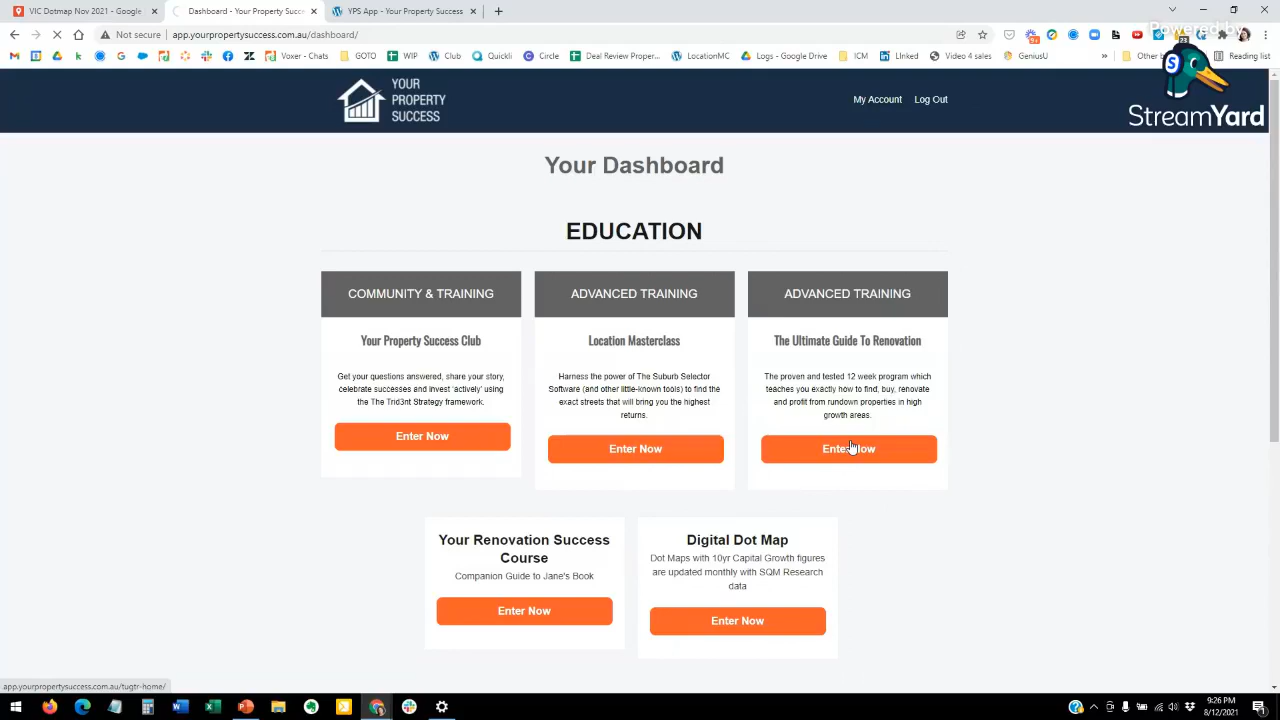 VIC Dotmap Nov 2021 - Google
Dashboard - Your Property Succe
YPS App - Your Property Success
Powered by
Not secure
app.yourpropertysuccess.com.au/dashboard/
Voxer - Chats
GOTO
WIP
Club
Quickli
Circle
Deal Review Proper...
LocationMC
Logs - Google Drive
ICM
LInked
Video 4 sales
GeniusU
Other b
Reading list
YOUR
PROPERTY
SUCCESS
My Account
Log Out
StreamYard
Your Dashboard
EDUCATION
COMMUNITY & TRAINING
Your Property Success Club
Get your questions answered, share your story,
celebrate successes and invest 'actively' using
the The Trid3nt Strategy framework.
Enter Now
ADVANCED TRAINING
Location Masterclass
Harness the power of The Suburb Selector
Software (and other little-known tools) to find the
exact streets that will bring you the highest
returns.
Enter Now
ADVANCED TRAINING
The Ultimate Guide To Renovation
The proven and tested 12 week program which
teaches you exactly how to find, buy, renovate
and profit from rundown properties in high
growth areas.
Enter Now
Your Renovation Success
Course
Companion Guide to Jane's Book
Enter Now
Digital Dot Map
Dot Maps with 10yr Capital Growth figures
are updated monthly with SQM Research
data
Enter Now
app.yourpropertysuccess.com.au/tugtr-home/
9:26 PM
8/12/2021